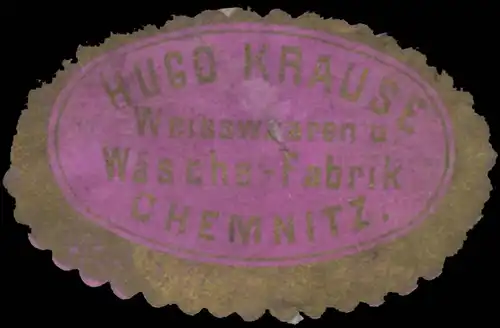 HUGO KRAUSE
Weisswaaren u.
Wäsche-Fabrik
CHEMNITZ.